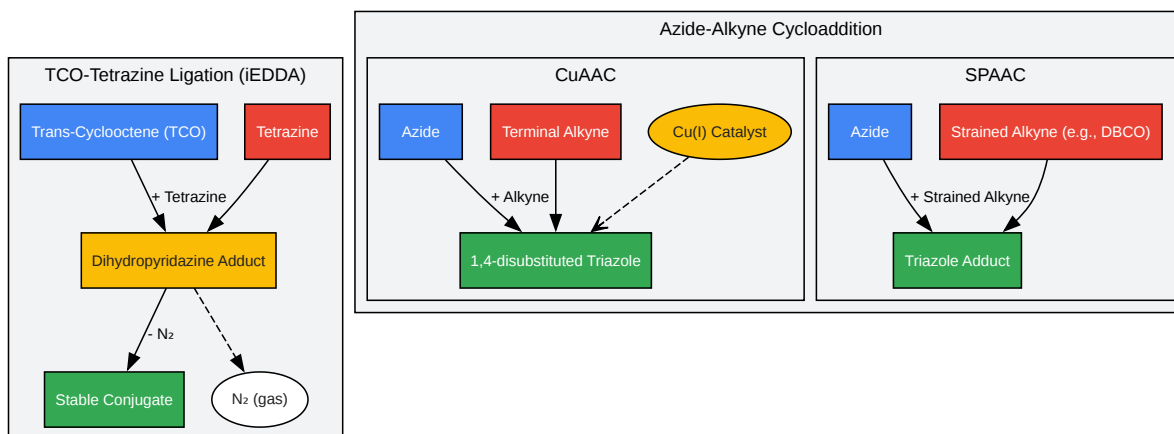 TCO-Tetrazine Ligation (iEDDA)
Trans-Cyclooctene (TCO)
Tetrazine
+ Tetrazine
Dihydropyridazine Adduct
- N₂
Stable Conjugate
N₂ (gas)
Azide-Alkyne Cycloaddition
CuAAC
Azide
Terminal Alkyne
Cu(I) Catalyst
+ Alkyne
1,4-disubstituted Triazole
SPAAC
Azide
Strained Alkyne (e.g., DBCO)
+ Strained Alkyne
Triazole Adduct